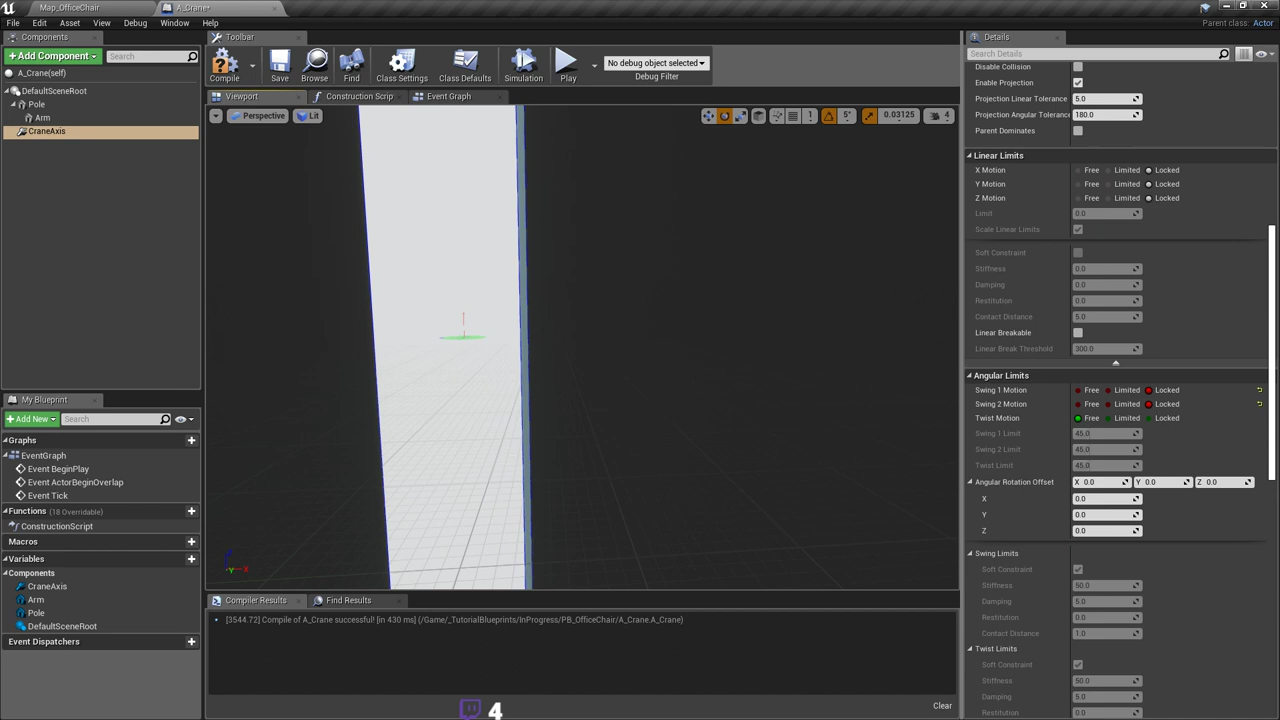 Map_OfficeChair
A_Crane*
File Edit Asset View Debug Window Help
Parent class: Actor
Components
Toolbar
Details
+ Add Component
Search
Compile
Save
Browse
Find
Class Settings
Class Defaults
Simulation
Play
No debug object selected
Debug Filter
Search Details
A_Crane(self)
DefaultSceneRoot
Pole
Arm
CraneAxis
Viewport
Construction Scrip
Event Graph
Perspective
Lit
1
5°
0.03125
4
Disable Collision
Enable Projection
Projection Linear Tolerance 5.0
Projection Angular Tolerance 180.0
Parent Dominates
Linear Limits
X Motion Free Limited Locked
Y Motion Free Limited Locked
Z Motion Free Limited Locked
Limit 0.0
Scale Linear Limits
Soft Constraint
Stiffness 0.0
Damping 0.0
Restitution 0.0
Contact Distance 5.0
Linear Breakable
Linear Break Threshold 300.0
Angular Limits
Swing 1 Motion Free Limited Locked
Swing 2 Motion Free Limited Locked
Twist Motion Free Limited Locked
Swing 1 Limit 45.0
Swing 2 Limit 45.0
Twist Limit 45.0
Angular Rotation Offset X 0.0 Y 0.0 Z 0.0
X 0.0
Y 0.0
Z 0.0
Swing Limits
Soft Constraint
Stiffness 50.0
Damping 5.0
Restitution 0.0
Contact Distance 1.0
Twist Limits
Soft Constraint
Stiffness 50.0
Damping 5.0
Restitution 0.0
My Blueprint
+ Add New
Search
Graphs
EventGraph
Event BeginPlay
Event ActorBeginOverlap
Event Tick
Functions (18 Overridable)
ConstructionScript
Macros
Variables
Components
CraneAxis
Arm
Pole
DefaultSceneRoot
Event Dispatchers
Z
Y
X
Compiler Results
Find Results
[3544.72] Compile of A_Crane successful! [in 430 ms] (/Game/_TutorialBlueprints/InProgress/PB_OfficeChair/A_Crane.A_Crane)
Clear
4